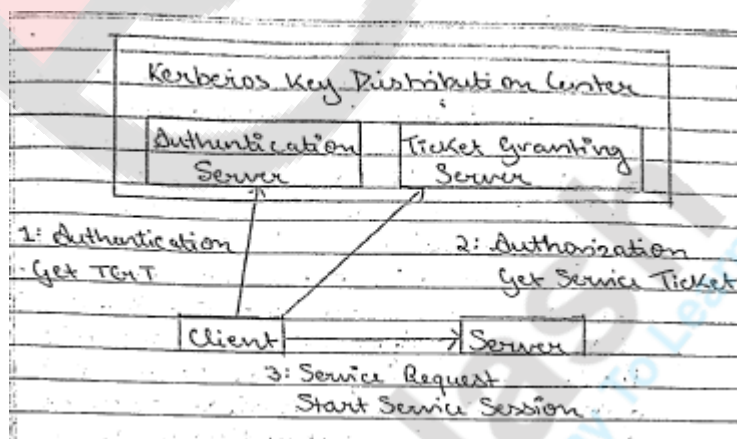 Kerberos Key Distribution Center
Authentication
Server
Ticket Granting
Server
1: Authentication
Get TGT
2: Authorization
Get Service Ticket
Client
Server
3: Service Request
Start Service Session